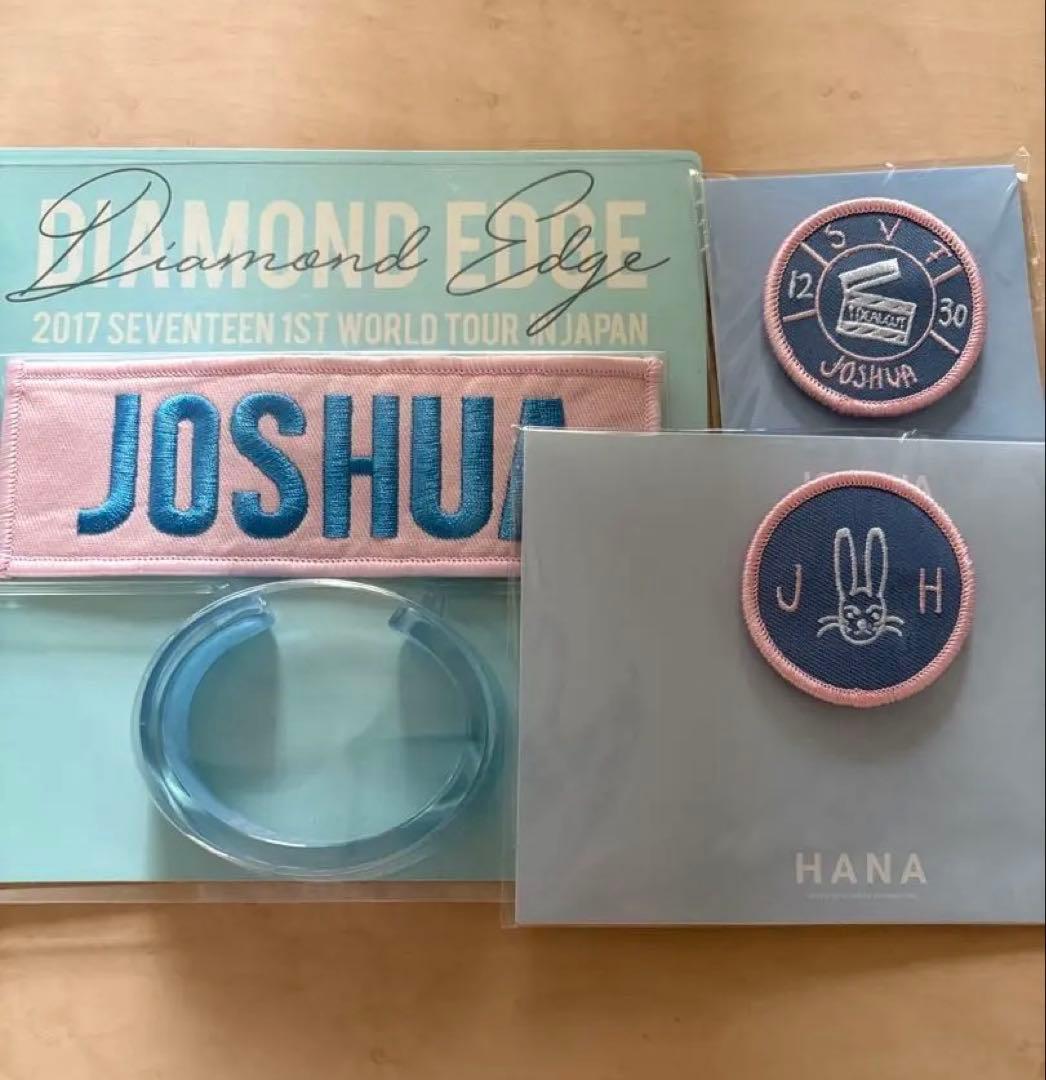 DIAMOND EDGE
Diamond Edge
2017 SEVENTEEN 1ST WORLD TOUR IN JAPAN
JOSHUA
S V T
12
30
JOSHUA
J H
HANA